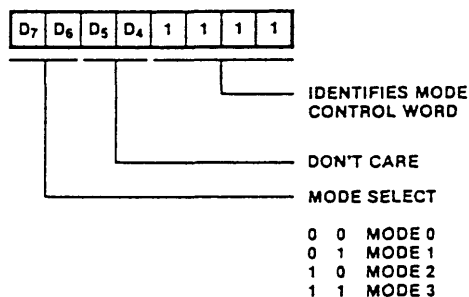 D7 D6 D5 D4 1 1 1 1
IDENTIFIES MODE
CONTROL WORD
DON'T CARE
MODE SELECT
0 0 MODE 0
0 1 MODE 1
1 0 MODE 2
1 1 MODE 3